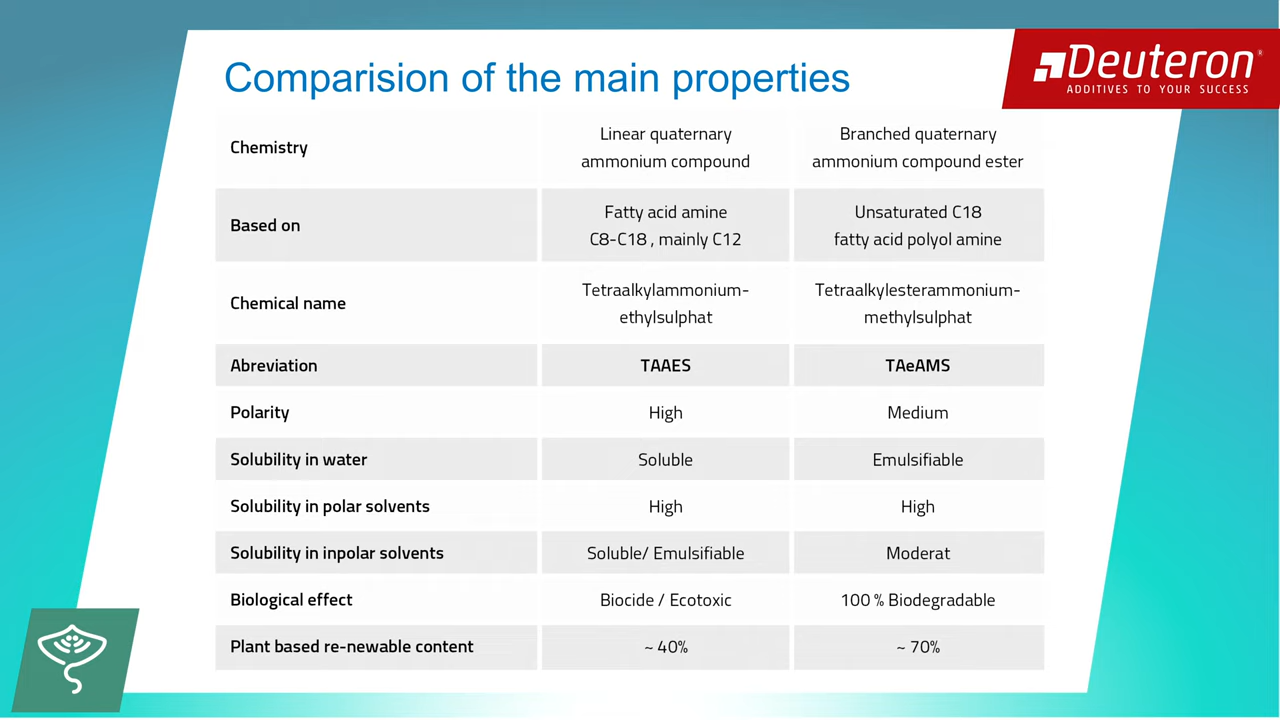 Comparision of the main properties
Deuteron®
ADDITIVES TO YOUR SUCCESS
Chemistry
Linear quaternary
ammonium compound
Branched quaternary
ammonium compound ester
Based on
Fatty acid amine
C8-C18 , mainly C12
Unsaturated C18
fatty acid polyol amine
Chemical name
Tetraalkylammonium-
ethylsulphat
Tetraalkylesterammonium-
methylsulphat
Abreviation
TAAES
TAeAMS
Polarity
High
Medium
Solubility in water
Soluble
Emulsifiable
Solubility in polar solvents
High
High
Solubility in inpolar solvents
Soluble/ Emulsifiable
Moderat
Biological effect
Biocide / Ecotoxic
100 % Biodegradable
Plant based re-newable content
~ 40%
~ 70%